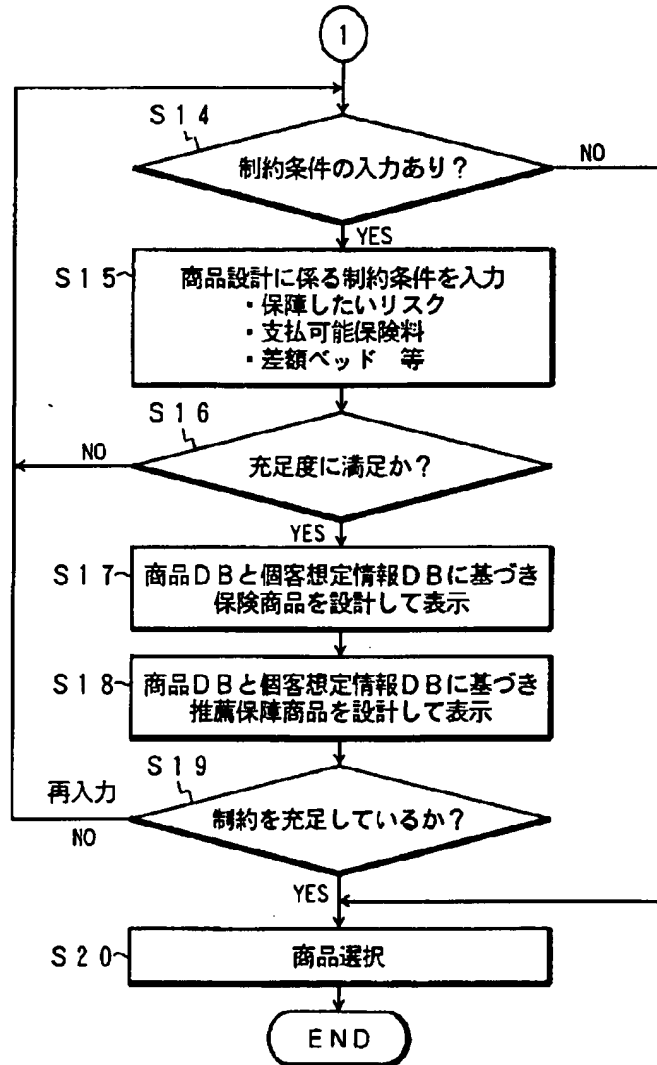 1
S14
制約条件の入力あり？
NO
YES
S15
商品設計に係る制約条件を入力
・保障したいリスク
・支払可能保険料
・差額ベッド 等
S16
充足度に満足か？
NO
YES
S17
商品DBと個客想定情報DBに基づき
保険商品を設計して表示
S18
商品DBと個客想定情報DBに基づき
推薦保障商品を設計して表示
S19
再入力
制約を充足しているか？
NO
YES
S20
商品選択
END